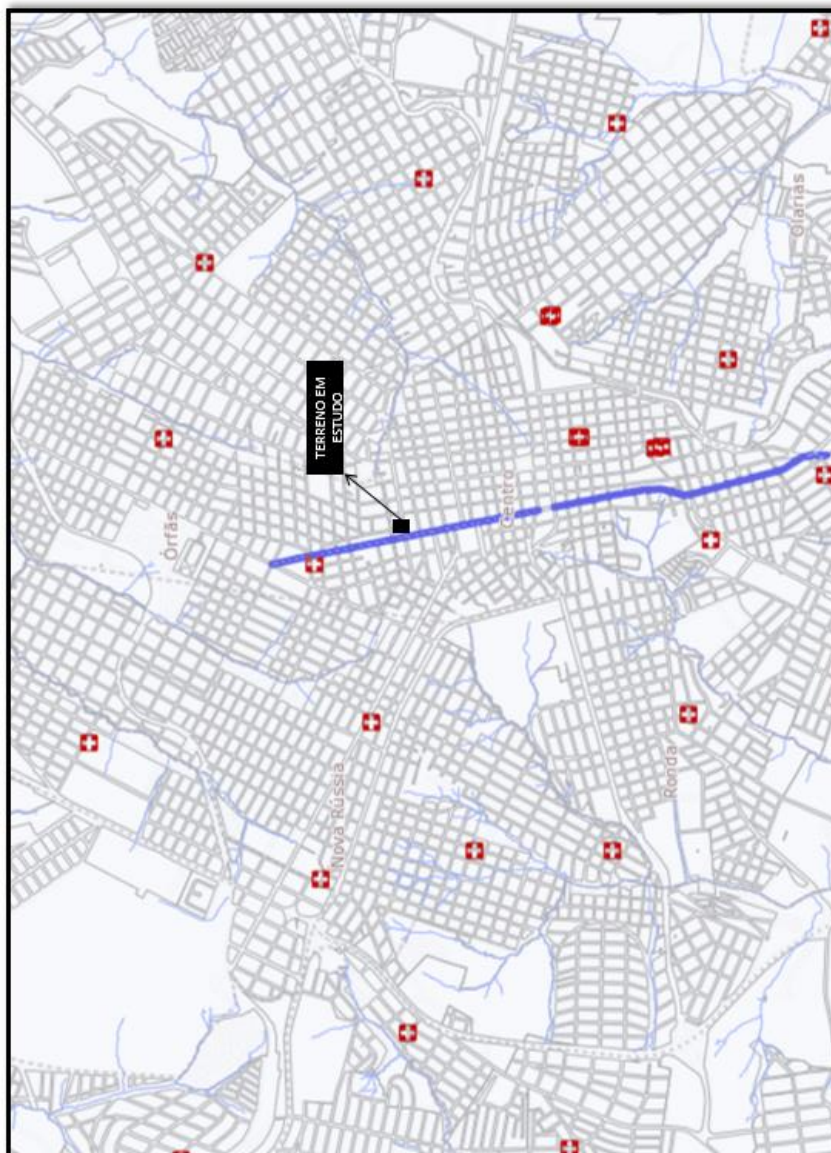 Olarias
TERRENO EM
ESTUDO
Centro
Órfãs
Ronda
Nova Rússia